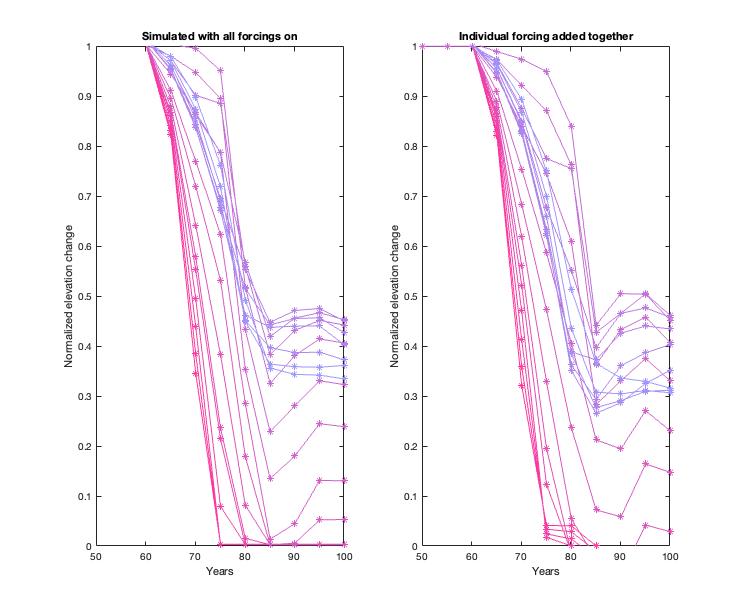 Simulated with all forcings on
Normalized elevation change
1
0.9
0.8
0.7
0.6
0.5
0.4
0.3
0.2
0.1
0
50 60 70 80 90 100
Years
Individual forcing added together
Normalized elevation change
1
0.9
0.8
0.7
0.6
0.5
0.4
0.3
0.2
0.1
0
50 60 70 80 90 100
Years